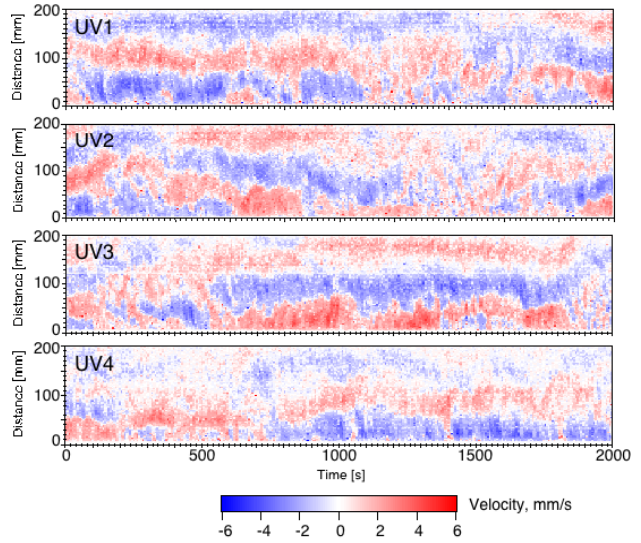 200
UV1
100
0
Distance [mm]
200
UV2
100
0
Distance [mm]
200
UV3
100
0
Distance [mm]
200
UV4
100
0
Distance [mm]
0 500 1000 1500 2000
Time [s]
-6 -4 -2 0 2 4 6
Velocity, mm/s